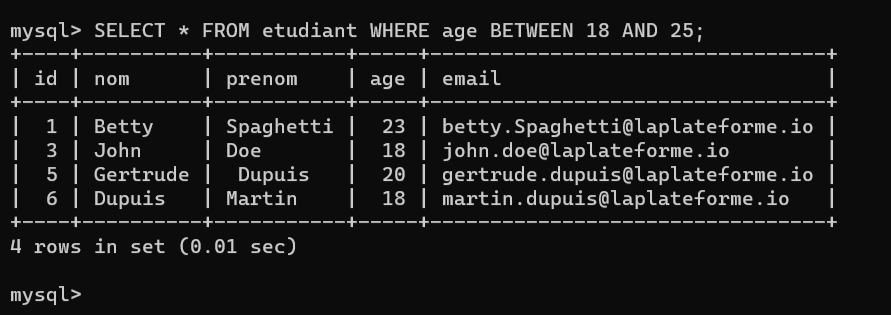 mysql> SELECT * FROM etudiant WHERE age BETWEEN 18 AND 25;
+----+----------+-----------+-----+---------------------------------+
| id | nom      | prenom    | age | email                           |
+----+----------+-----------+-----+---------------------------------+
|  1 | Betty    | Spaghetti |  23 | betty.Spaghetti@laplateforme.io |
|  3 | John     | Doe       |  18 | john.doe@laplateforme.io        |
|  5 | Gertrude |  Dupuis   |  20 | gertrude.dupuis@laplateforme.io |
|  6 | Dupuis   | Martin    |  18 | martin.dupuis@laplateforme.io   |
+----+----------+-----------+-----+---------------------------------+
4 rows in set (0.01 sec)

mysql>